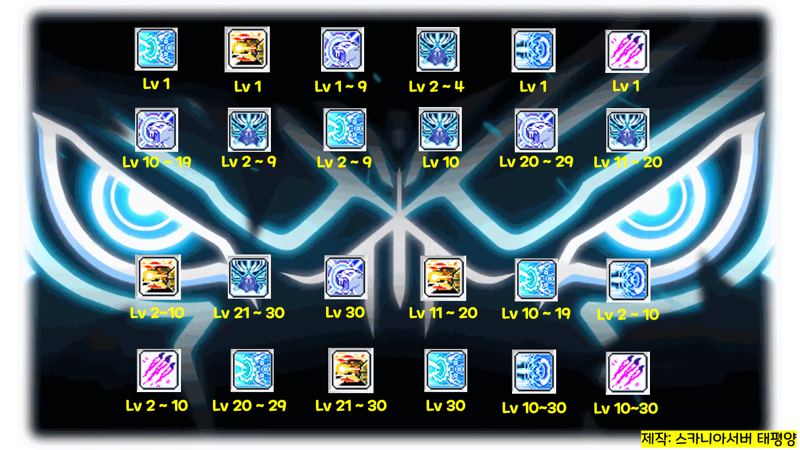 Lv 1 Lv 1 Lv 1 ~ 9 Lv 2 ~ 4 Lv 1 Lv 1
Lv 10 ~ 19 Lv 2 ~ 9 Lv 2 ~ 9 Lv 10 Lv 20 ~ 29 Lv 11 ~ 20
Lv 2~10 Lv 21 ~ 30 Lv 30 Lv 11 ~ 20 Lv 10 ~ 19 Lv 2 ~ 10
Lv 2 ~ 10 Lv 20 ~ 29 Lv 21 ~ 30 Lv 30 Lv 10~30 Lv 10~30
제작: 스카니아서버 태평양